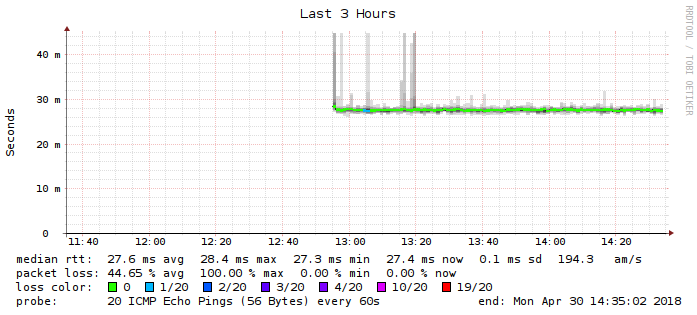 Last 3 Hours
RRDTOOL / TOBI OETIKER
Seconds
40 m
30 m
20 m
10 m
0
11:40 12:00 12:20 12:40 13:00 13:20 13:40 14:00 14:20
median rtt: 27.6 ms avg 28.4 ms max 27.3 ms min 27.4 ms now 0.1 ms sd 194.3 am/s
packet loss: 44.65 % avg 100.00 % max 0.00 % min 0.00 % now
loss color: 0 1/20 2/20 3/20 4/20 10/20 19/20
probe: 20 ICMP Echo Pings (56 Bytes) every 60s end: Mon Apr 30 14:35:02 2018